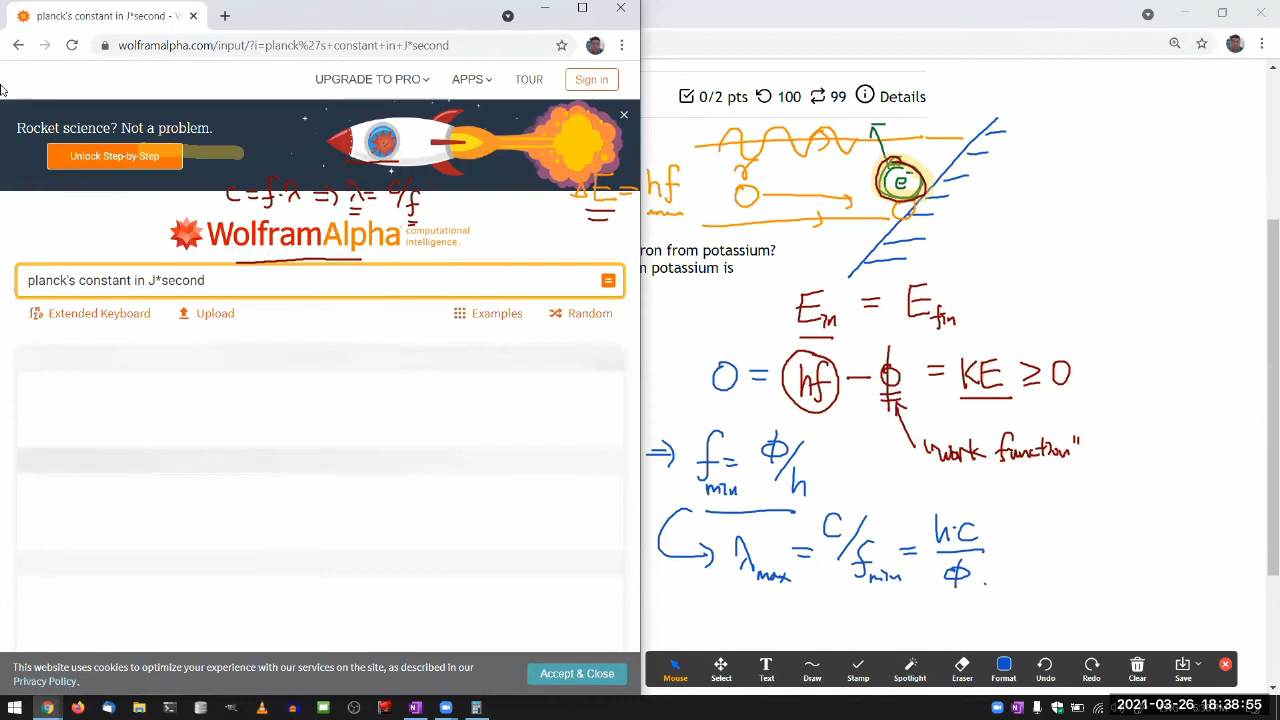 planck's constant in J*second - W
wolframalpha.com/input/?i=planck%27s+constant+in+J*second
UPGRADE TO PRO APPS TOUR Sign in
Rocket science? Not a problem.
Unlock Step-by-Step
c = f·λ ⇒ λ = c/f
WolframAlpha computational intelligence.
planck's constant in J*second
Extended Keyboard Upload Examples Random
This website uses cookies to optimize your experience with our services on the site, as described in our
Privacy Policy.
Accept & Close
0/2 pts 100 99 Details
γ
e⁻
ΔE = hf
min
ron from potassium?
n potassium is
E_in = E_fin
0 = hf - ϕ = KE ≥ 0
"work function"
⇒ f_min = ϕ/h
λ_max = c/f_min = h·c/ϕ.
Mouse Select Text Draw Stamp Spotlight Eraser Format Undo Redo Clear Save
2021-03-26 18:38:55